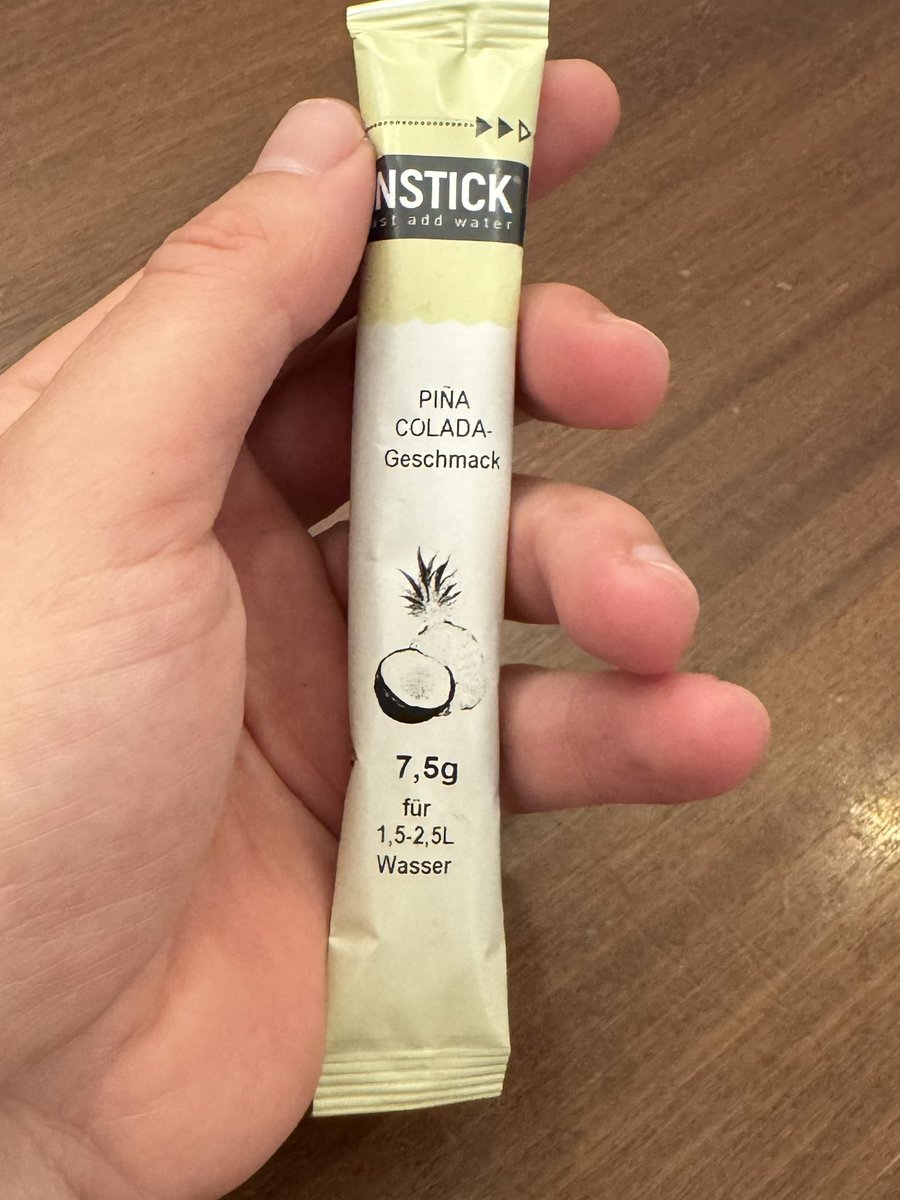 NSTICK
ust add water
PIÑA
COLADA-
Geschmack
7,5g
für
1,5-2,5L
Wasser